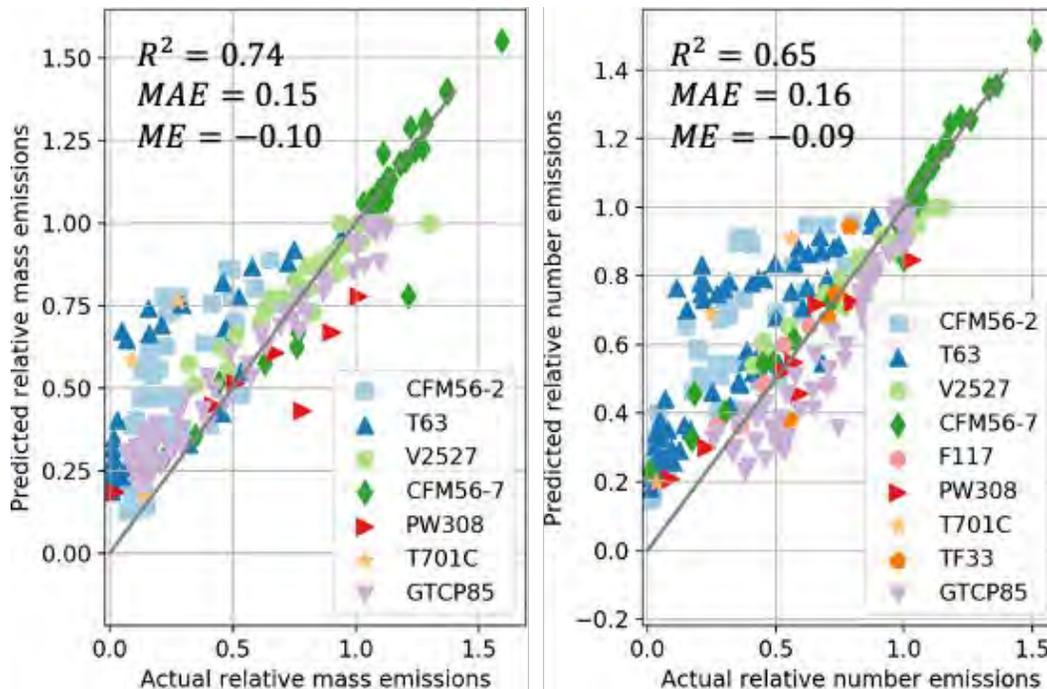 R² = 0.74
MAE = 0.15
ME = −0.10
Predicted relative mass emissions
1.50
1.25
1.00
0.75
0.50
0.25
0.00
CFM56-2
T63
V2527
CFM56-7
PW308
T701C
GTCP85
0.0 0.5 1.0 1.5
Actual relative mass emissions
R² = 0.65
MAE = 0.16
ME = −0.09
Predicted relative number emissions
1.4
1.2
1.0
0.8
0.6
0.4
0.2
0.0
−0.2
CFM56-2
T63
V2527
CFM56-7
F117
PW308
T701C
TF33
GTCP85
0.0 0.5 1.0 1.5
Actual relative number emissions